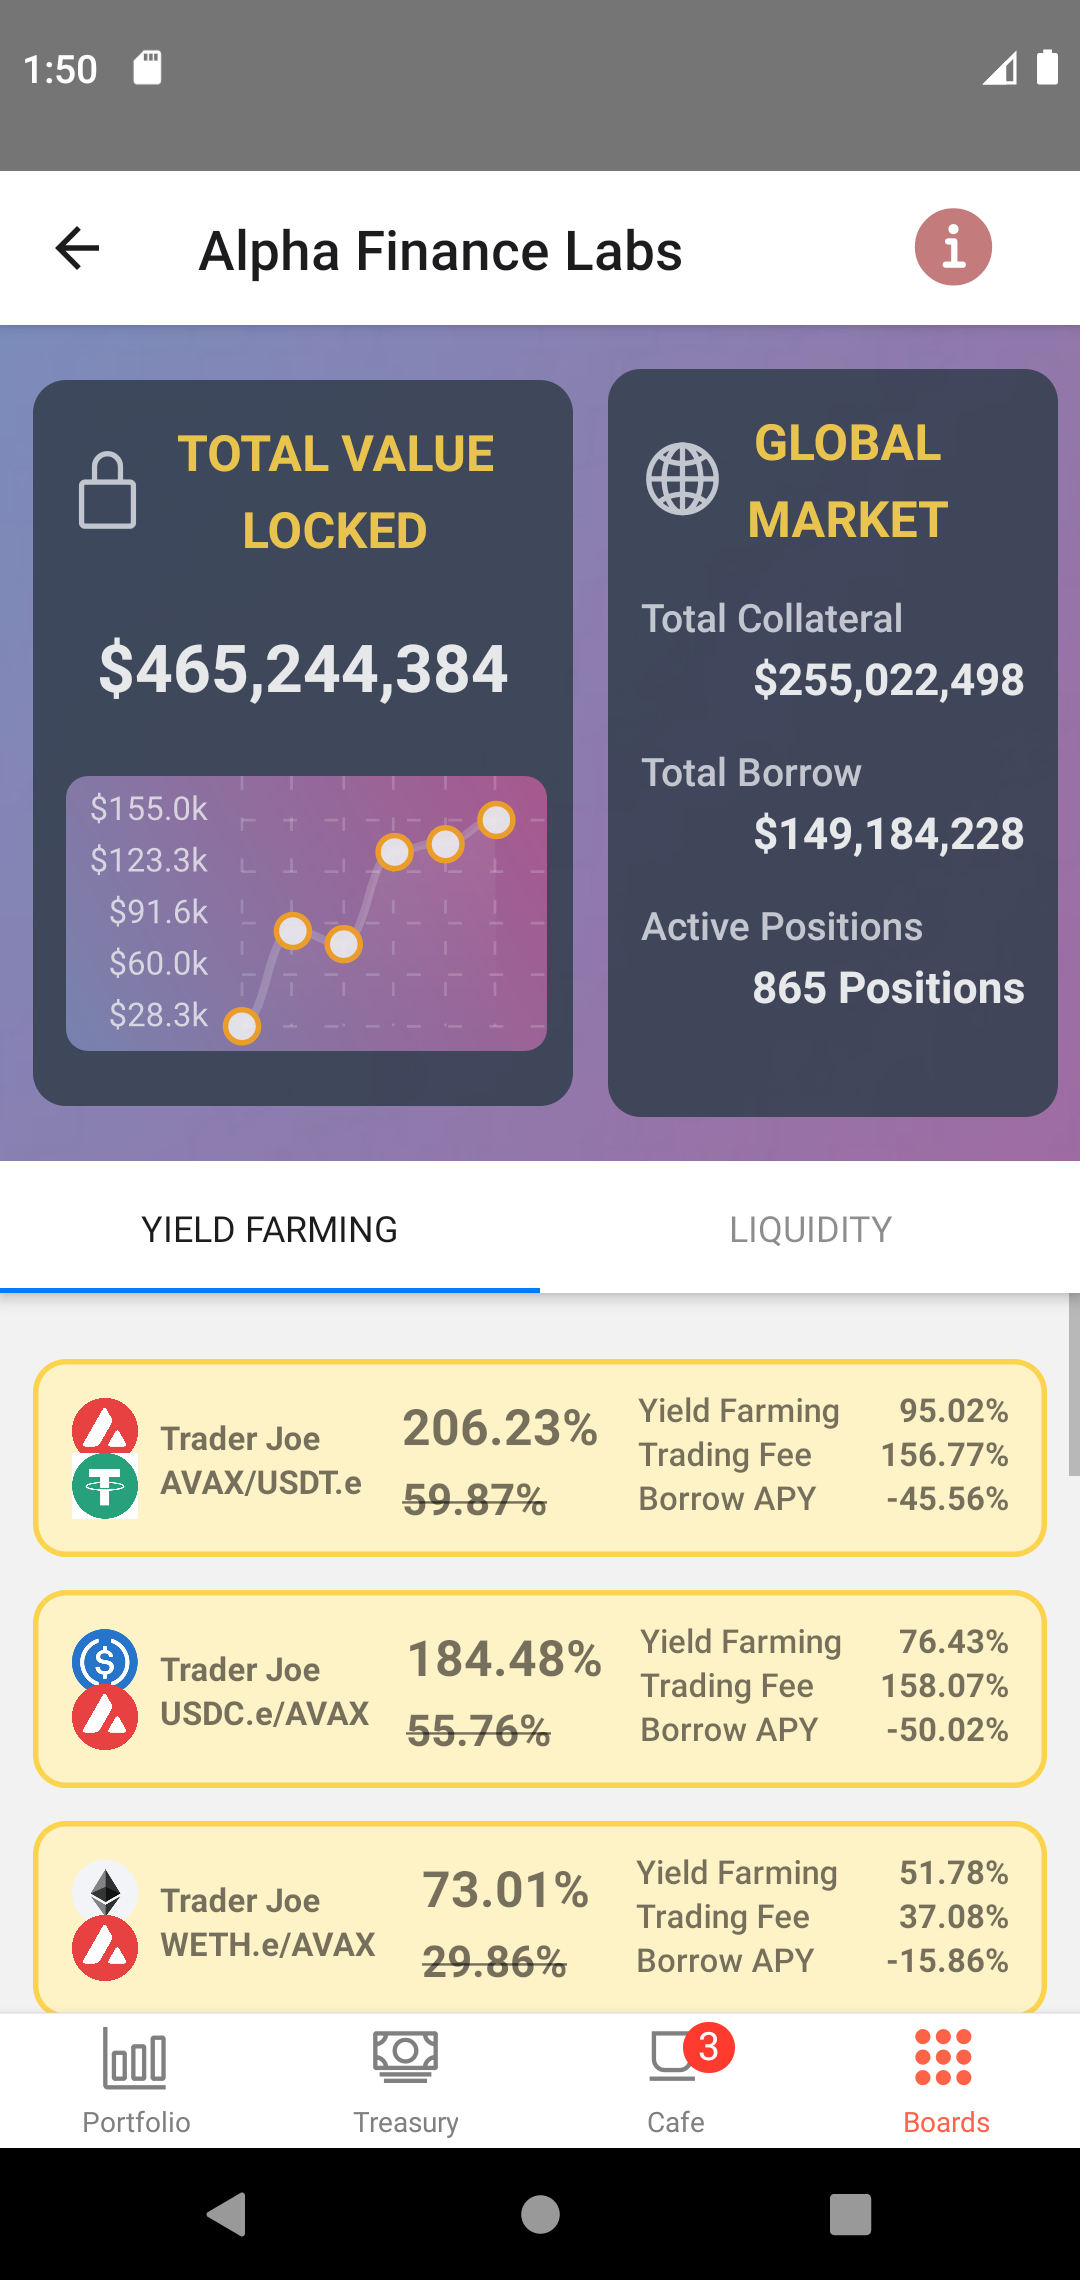 1:50
Alpha Finance Labs
TOTAL VALUE
LOCKED
$465,244,384
$155.0k
$123.3k
$91.6k
$60.0k
$28.3k
GLOBAL
MARKET
Total Collateral
$255,022,498
Total Borrow
$149,184,228
Active Positions
865 Positions
YIELD FARMING
LIQUIDITY
Trader Joe
AVAX/USDT.e
206.23%
59.87%
Yield Farming 95.02%
Trading Fee 156.77%
Borrow APY -45.56%
Trader Joe
USDC.e/AVAX
184.48%
55.76%
Yield Farming 76.43%
Trading Fee 158.07%
Borrow APY -50.02%
Trader Joe
WETH.e/AVAX
73.01%
29.86%
Yield Farming 51.78%
Trading Fee 37.08%
Borrow APY -15.86%
Portfolio
Treasury
3
Cafe
Boards